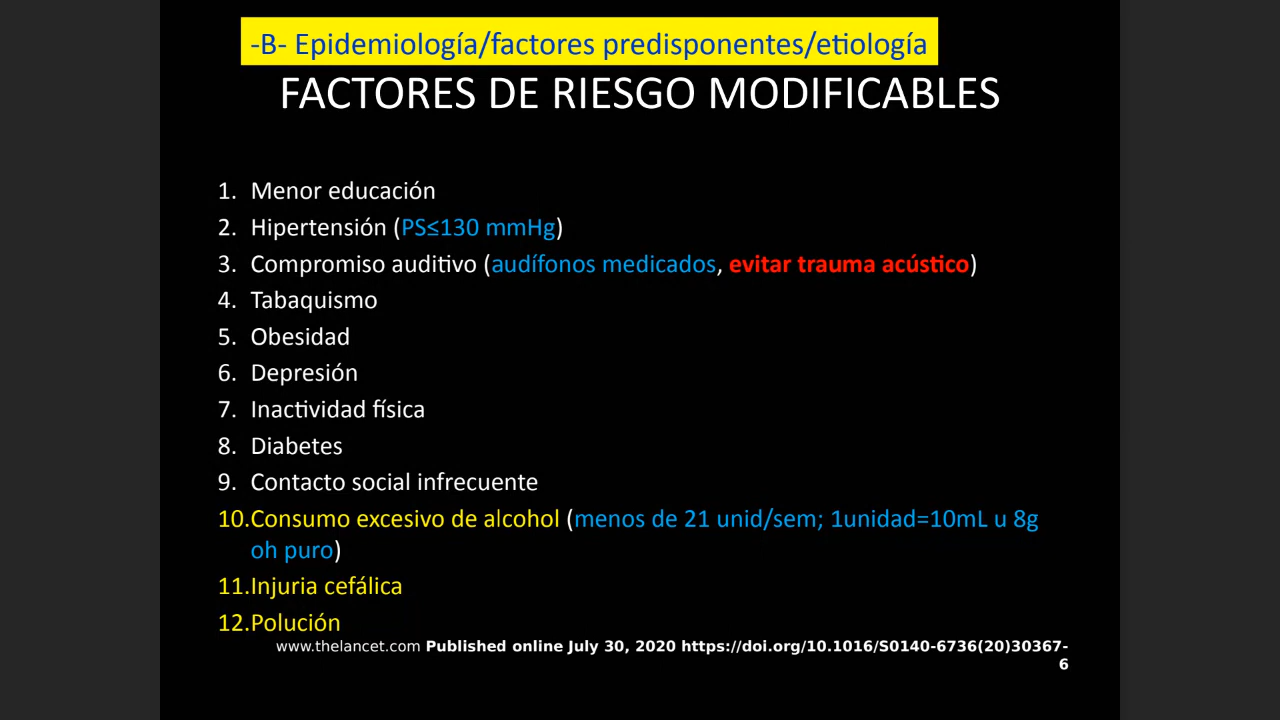 -B- Epidemiología/factores predisponentes/etiología
FACTORES DE RIESGO MODIFICABLES
1. Menor educación
2. Hipertensión (PS≤130 mmHg)
3. Compromiso auditivo (audífonos medicados, evitar trauma acústico)
4. Tabaquismo
5. Obesidad
6. Depresión
7. Inactividad física
8. Diabetes
9. Contacto social infrecuente
10.Consumo excesivo de alcohol (menos de 21 unid/sem; 1unidad=10mL u 8g
oh puro)
11.Injuria cefálica
12.Polución
www.thelancet.com Published online July 30, 2020 https://doi.org/10.1016/S0140-6736(20)30367-
6